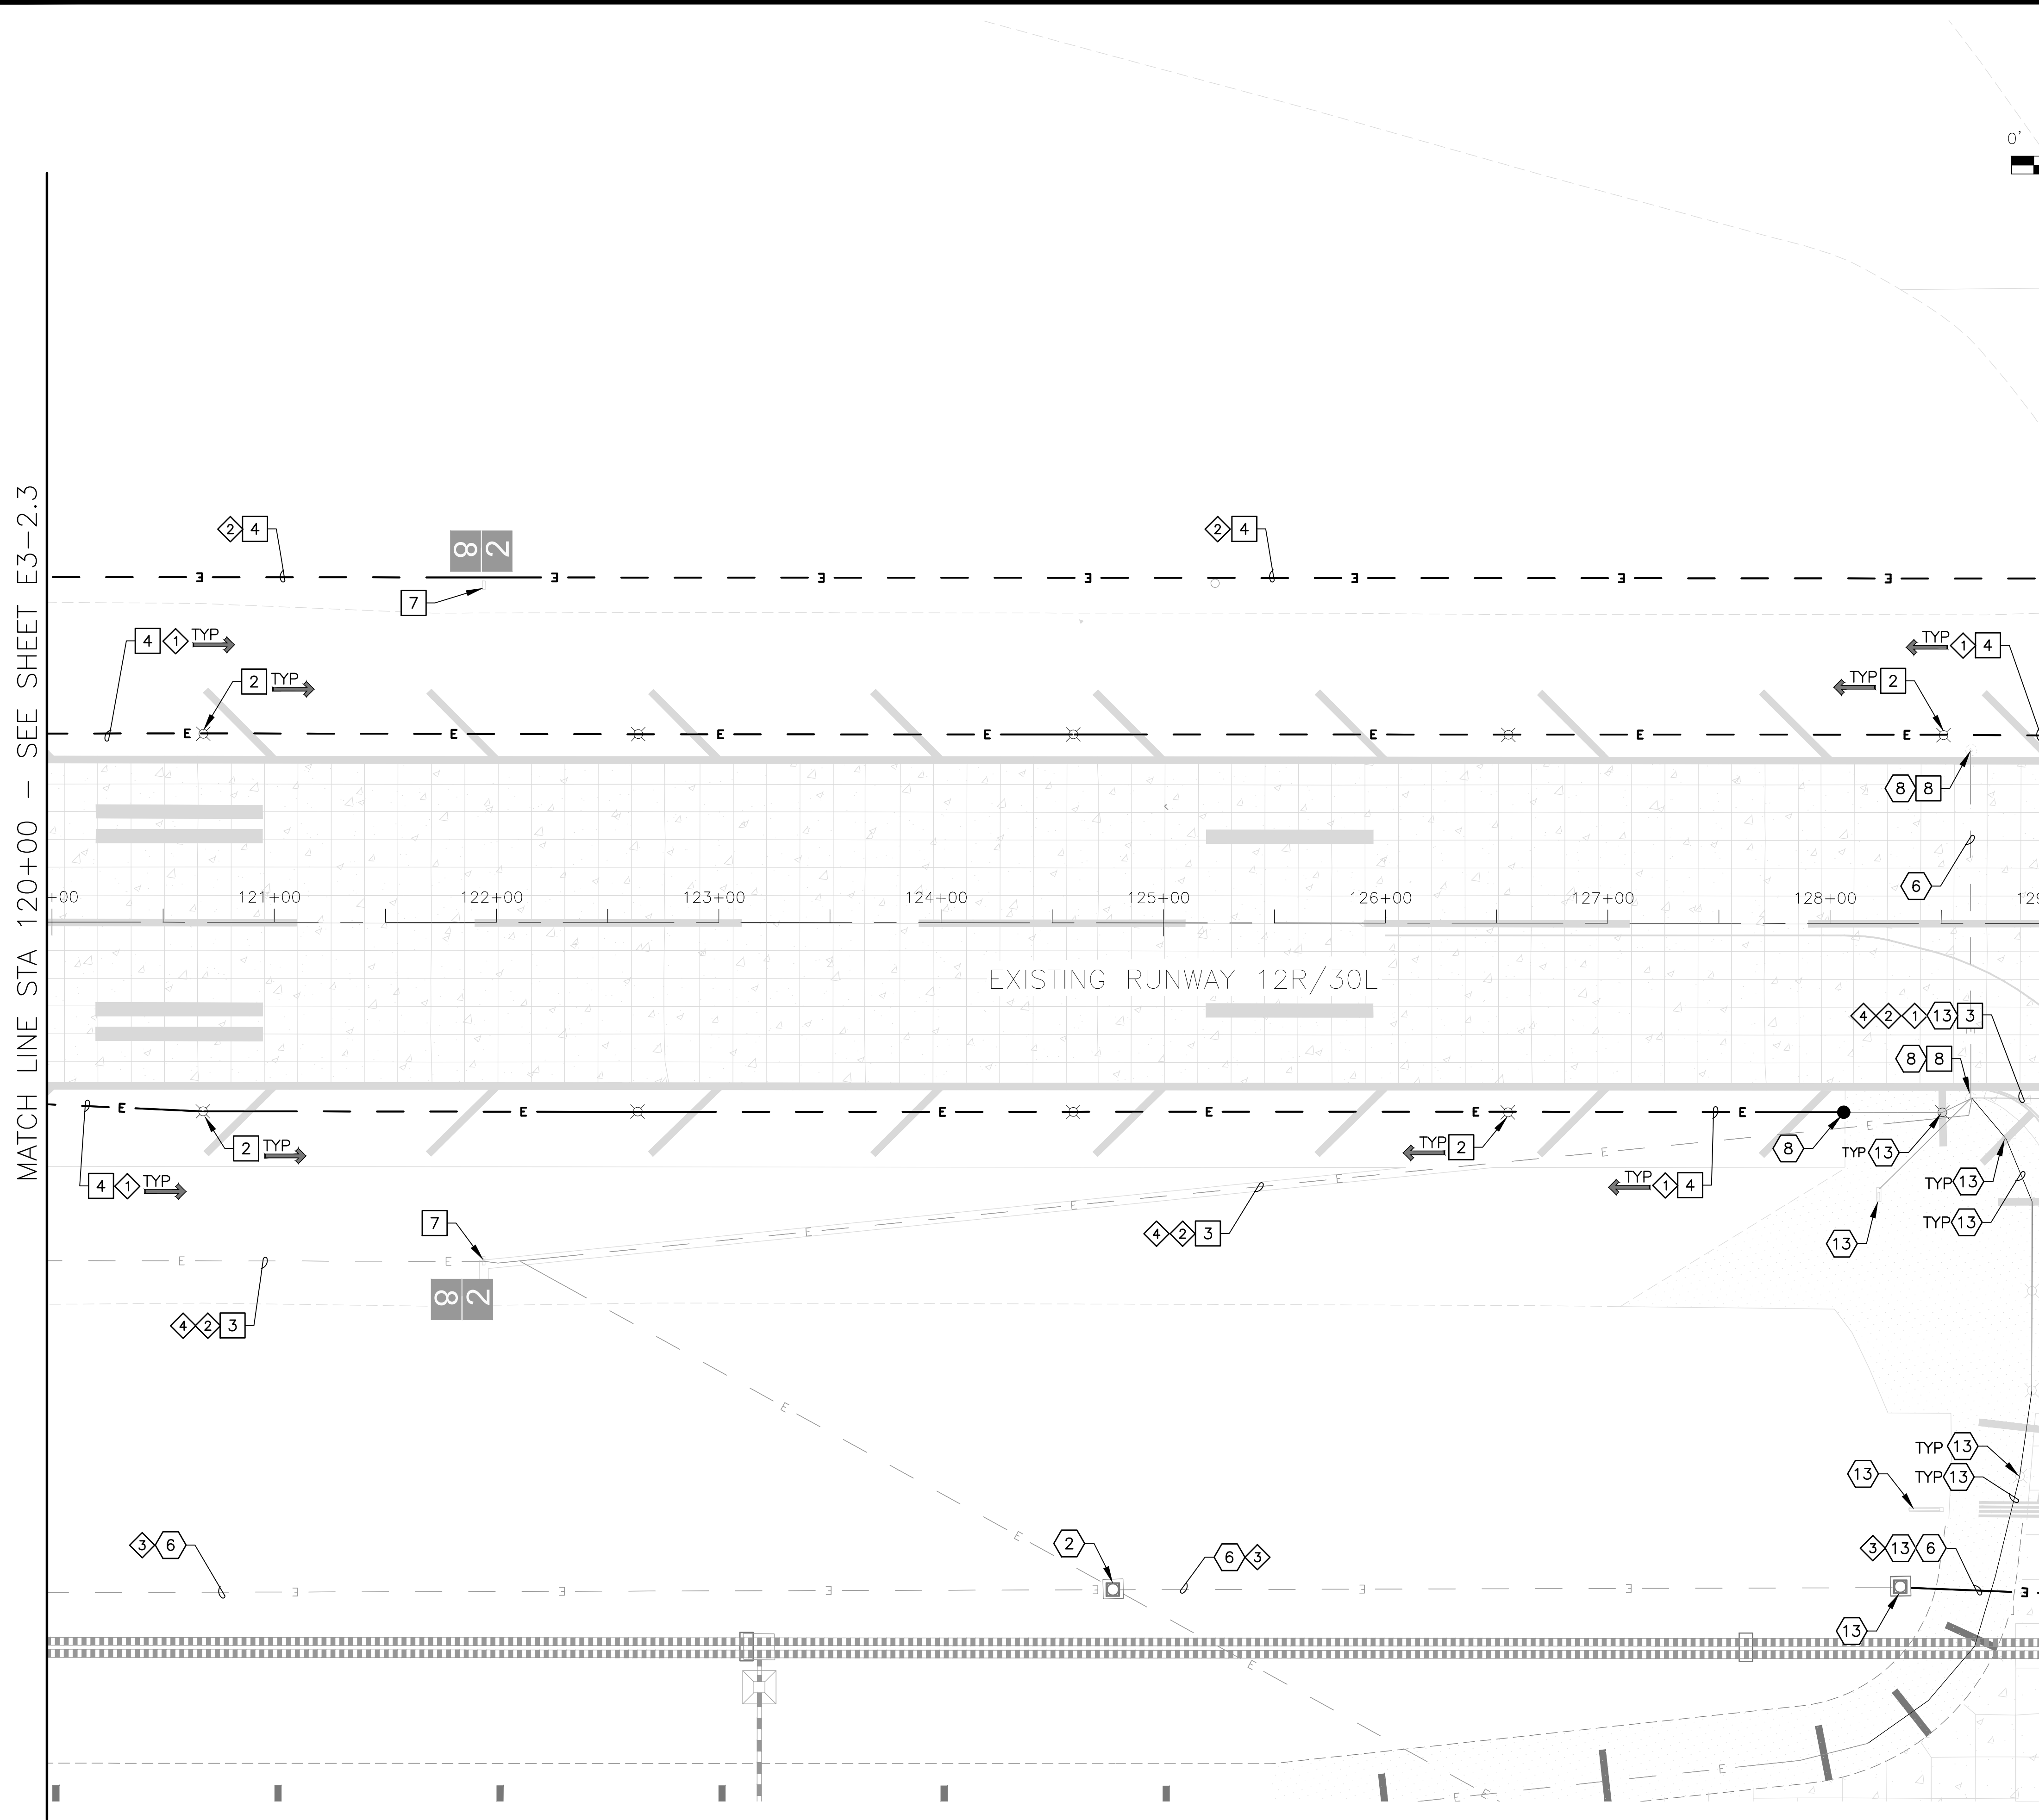 0'
MATCH LINE STA 120+00 - SEE SHEET E3-2.3
2 4
8 2
2 4
E E E E E E E
7
4 1 TYP
TYP 1 4
2 TYP
TYP 2
E E E E E E E
8 8
6
+00 121+00 122+00 123+00 124+00 125+00 126+00 127+00 128+00 129
EXISTING RUNWAY 12R/30L
4 2 1 13 3
E
8 8
E E E E E E
E
2 TYP
TYP 2
8
TYP 13
E
4 1 TYP
TYP 1 4
TYP 13
E
E
7
4 2 3
TYP 13
13
E E
8 2
4 2 3
E
TYP 13
13
TYP 13
E
3 6
2
6 3
3 13 6
E E E E E E E
13
E
E
E E